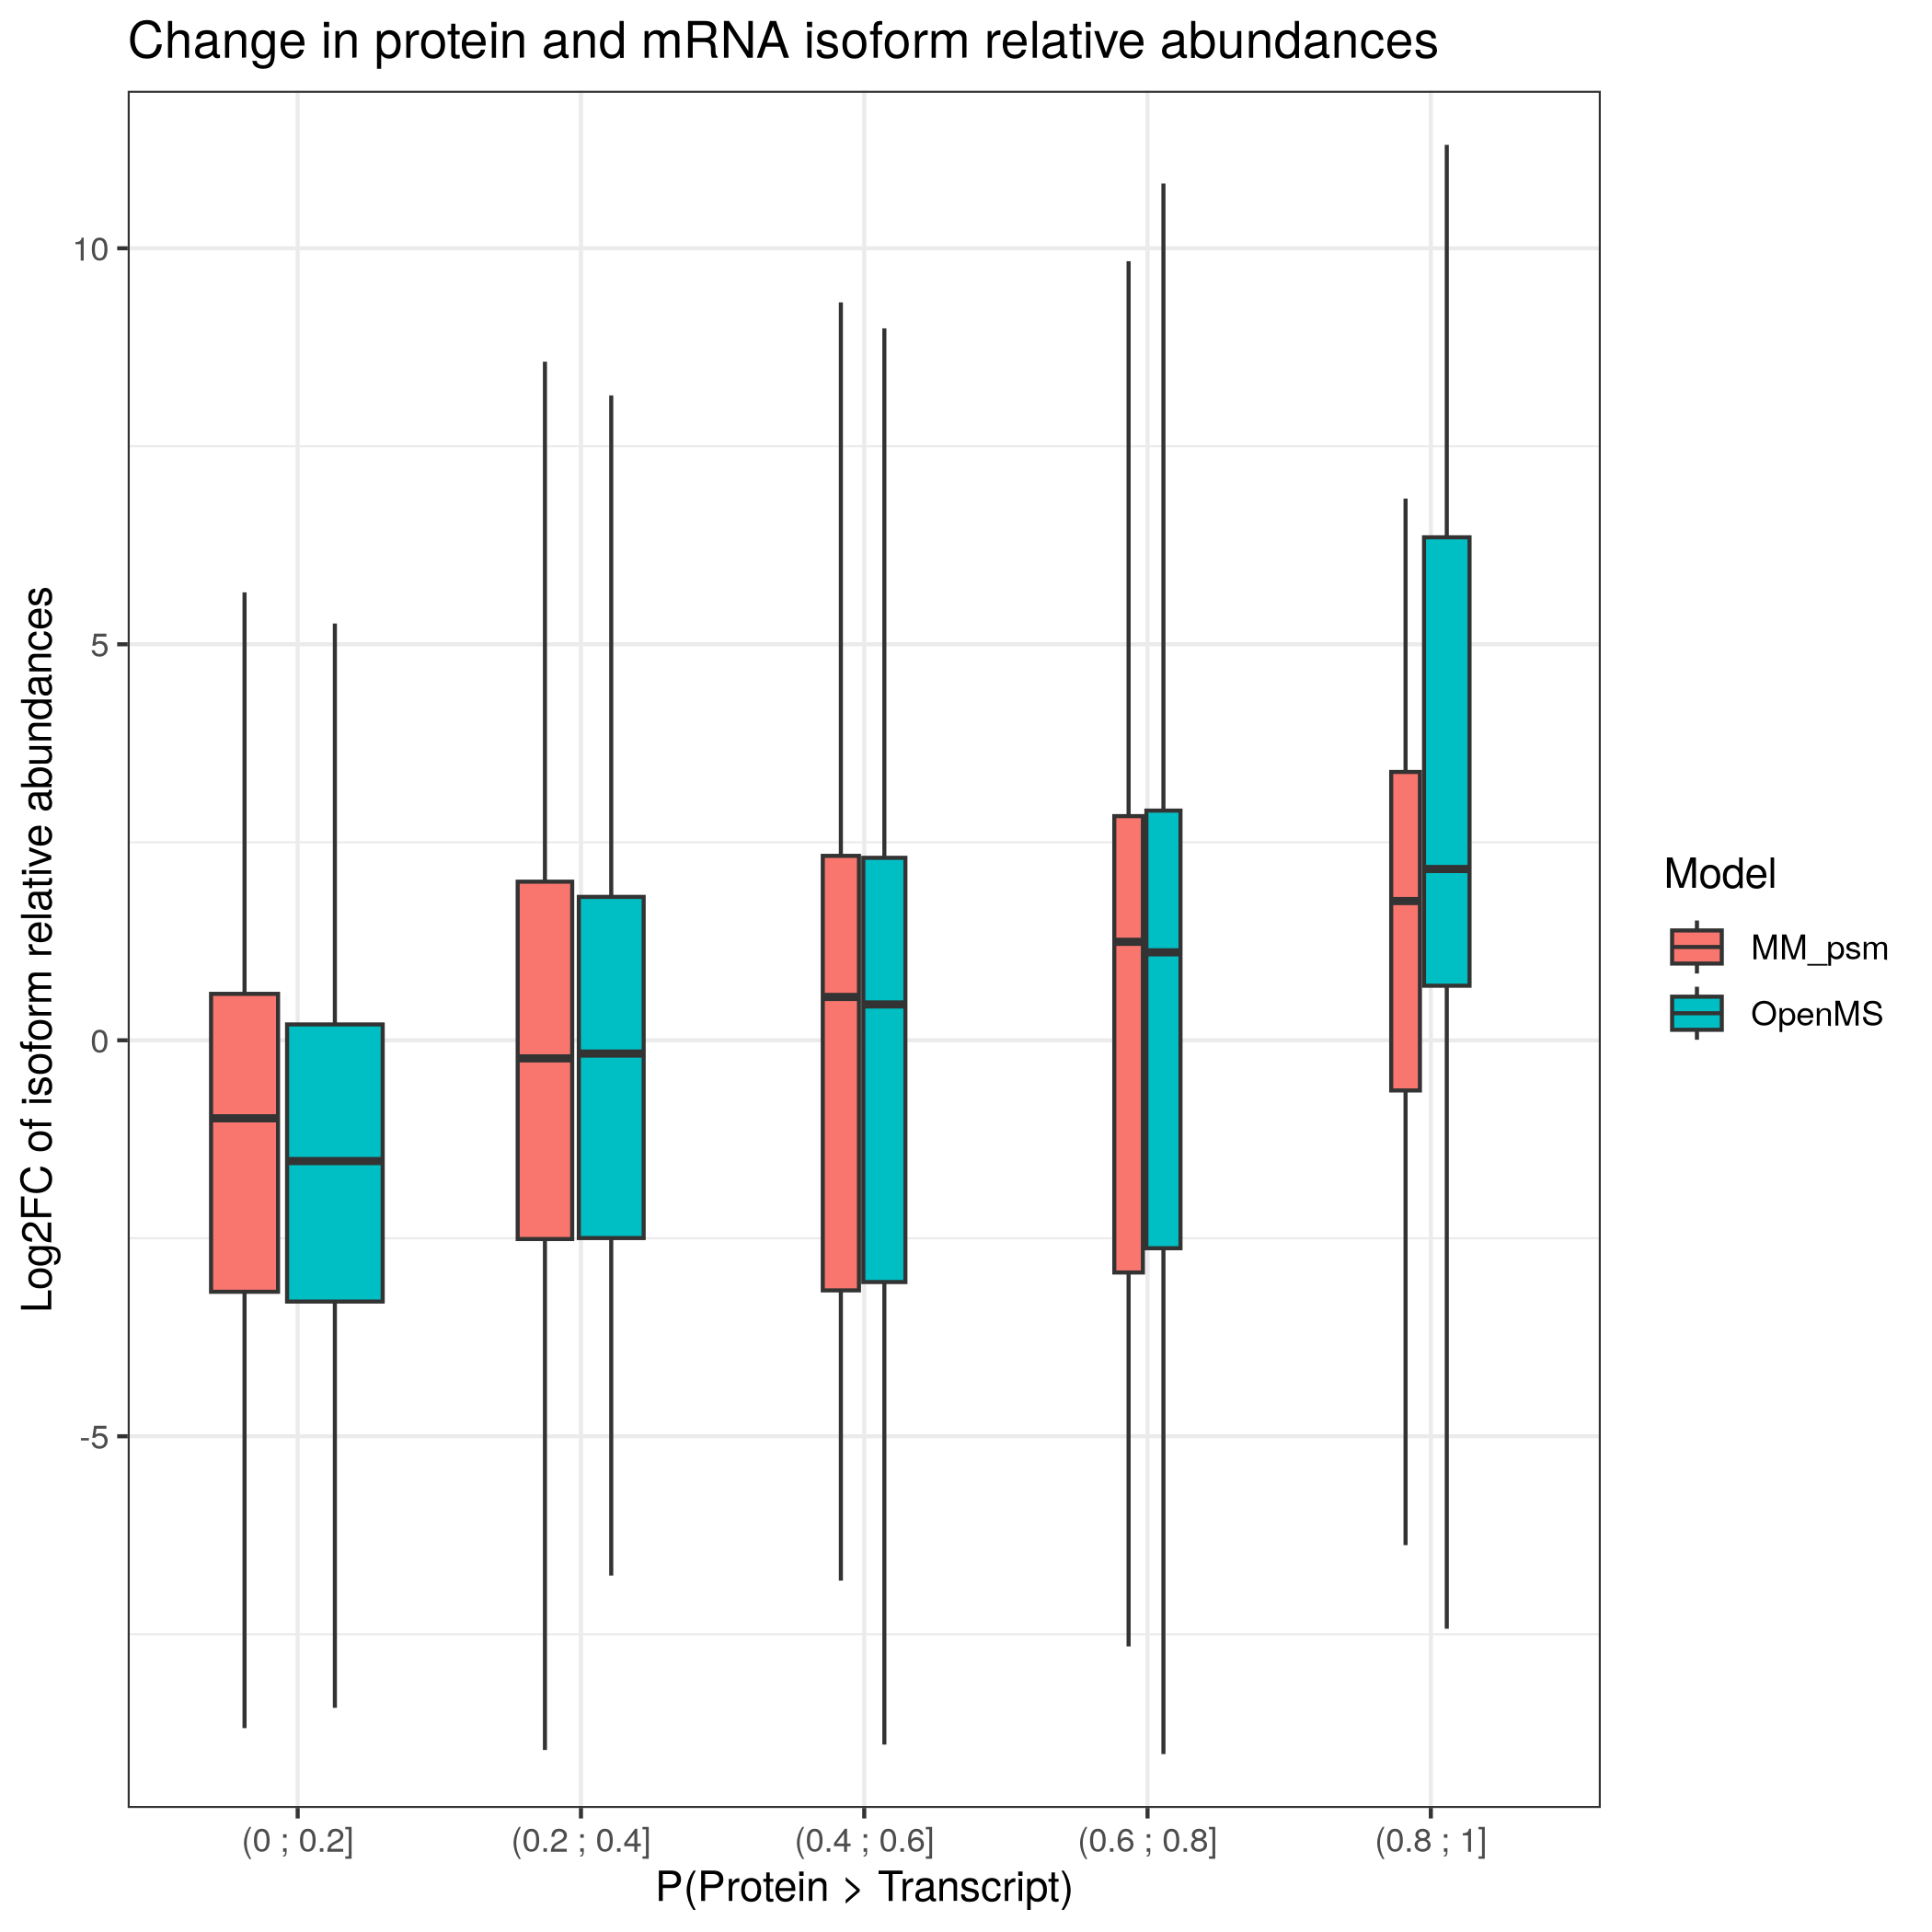 Change in protein and mRNA isoform relative abundances
Log2FC of isoform relative abundances
10
5
0
-5
(0 ; 0.2]
(0.2 ; 0.4]
(0.4 ; 0.6]
(0.6 ; 0.8]
(0.8 ; 1]
P(Protein > Transcript)
Model
MM_psm
OpenMS